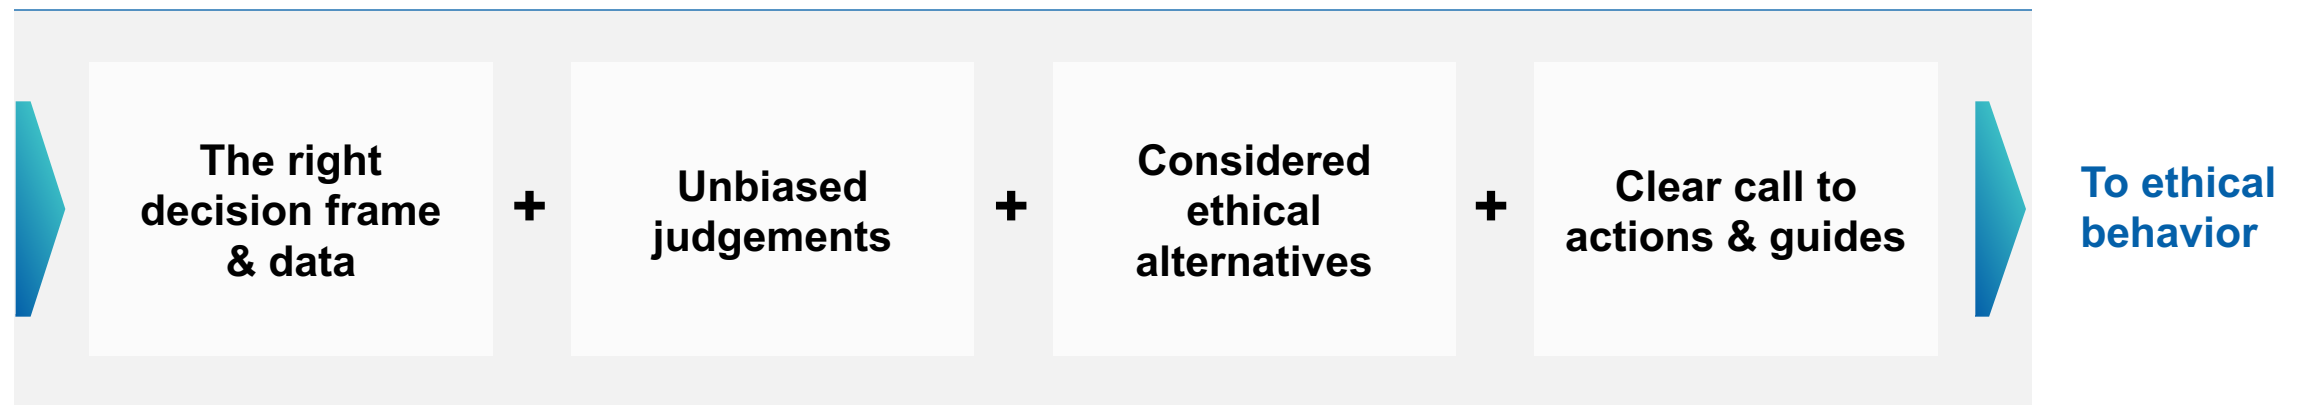 The right
decision frame
& data
+
Unbiased
judgements
+
Considered
ethical
alternatives
+
Clear call to
actions & guides
To ethical
behavior